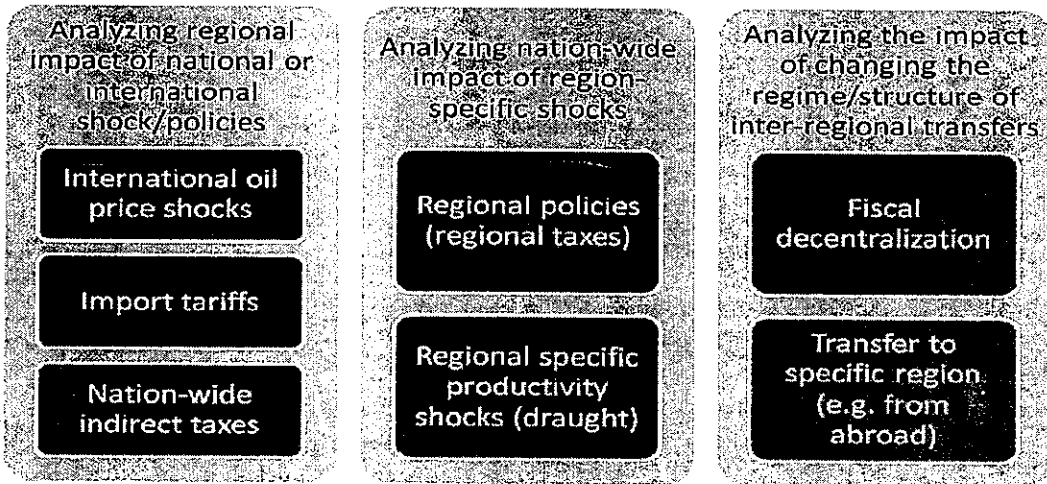 Analyzing regional
impact of national or
international
shock/policies
International oil
price shocks
Import tariffs
Nation-wide
indirect taxes
Analyzing nation-wide
impact of region-
specific shocks
Regional policies
(regional taxes)
Regional specific
productivity
shocks (draught)
Analyzing the impact
of changing the
regime/structure of
inter-regional transfers
Fiscal
decentralization
Transfer to
specific region
(e.g. from
abroad)